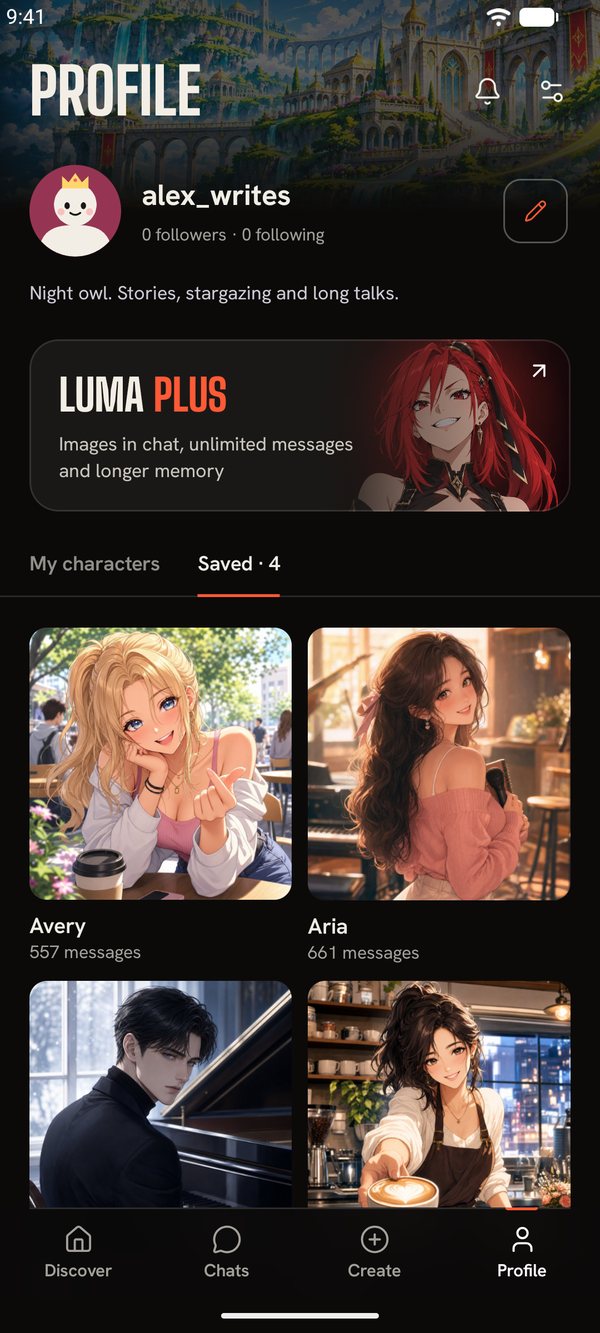 9:41
PROFILE
alex_writes
0 followers · 0 following
Night owl. Stories, stargazing and long talks.
LUMA PLUS
Images in chat, unlimited messages
and longer memory
My characters
Saved · 4
Avery
557 messages
Aria
661 messages
Discover
Chats
Create
Profile